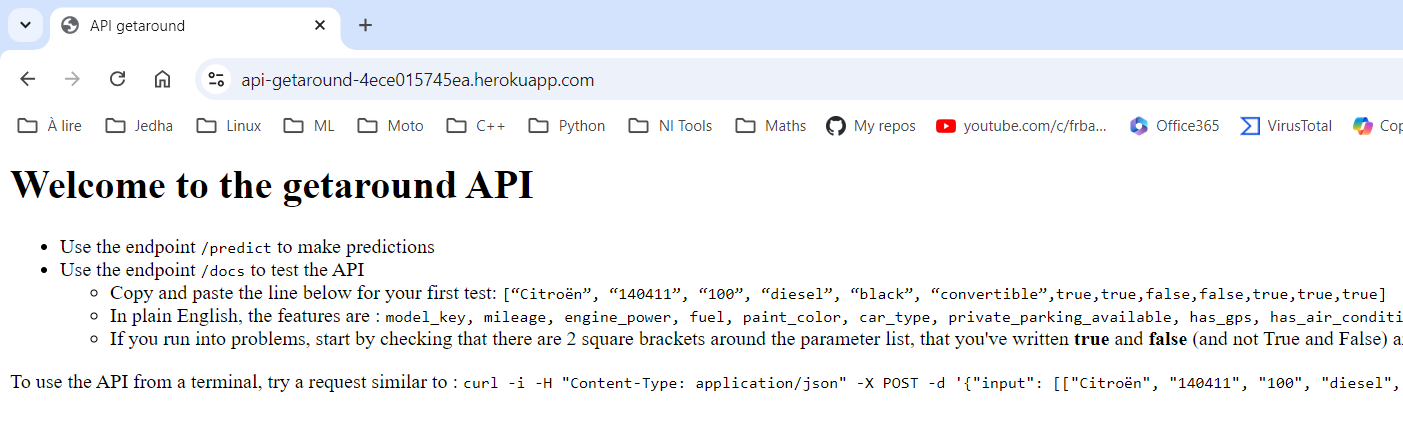 API getaround
api-getaround-4ece015745ea.herokuapp.com
À lire Jedha Linux ML Moto C++ Python NI Tools Maths My repos youtube.com/c/frba... Office365 VirusTotal Cop
Welcome to the getaround API
Use the endpoint /predict to make predictions
Use the endpoint /docs to test the API
Copy and paste the line below for your first test: [“Citroën”, “140411”, “100”, “diesel”, “black”, “convertible”,true,true,false,false,true,true,true]
In plain English, the features are : model_key, mileage, engine_power, fuel, paint_color, car_type, private_parking_available, has_gps, has_air_conditi
If you run into problems, start by checking that there are 2 square brackets around the parameter list, that you've written true and false (and not True and False) a
To use the API from a terminal, try a request similar to : curl -i -H "Content-Type: application/json" -X POST -d '{"input": [["Citroën", "140411", "100", "diesel",